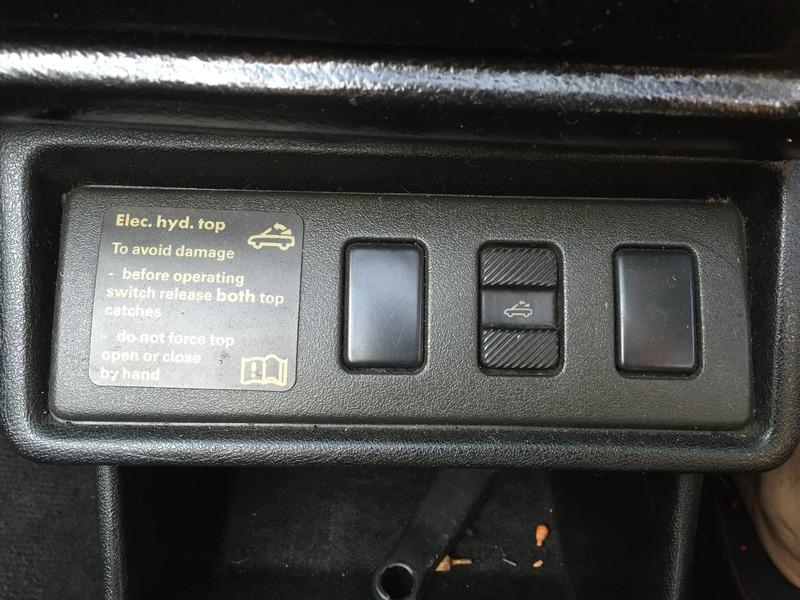 Elec. hyd. top
To avoid damage
- before operating
switch release both top
catches
- do not force top
open or close
by hand